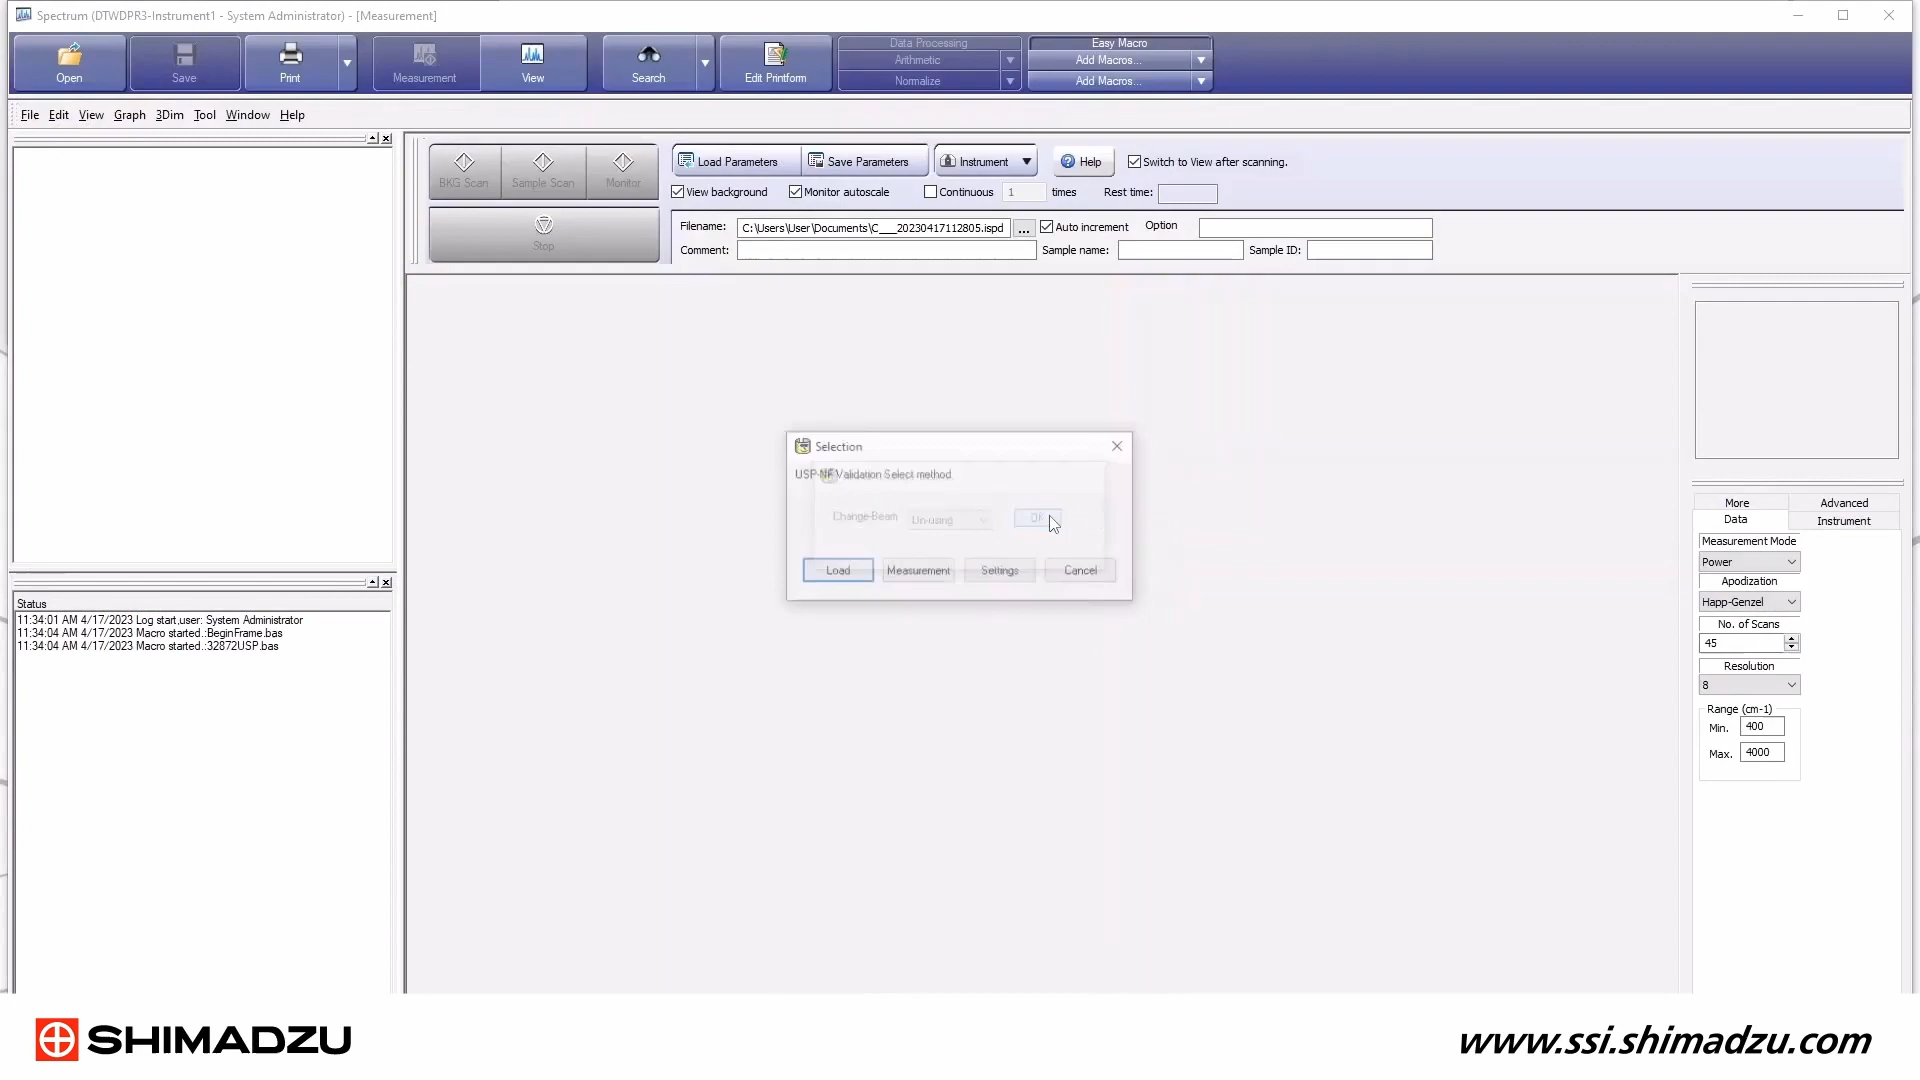 Spectrum (DTWDPR3-Instrument1 - System Administrator) - [Measurement]
Open
Save
Print
Measurement
View
Search
Edit Printform
Data Processing
Arithmetic
Normalize
Easy Macro
Add Macros...
Add Macros...
File Edit View Graph 3Dim Tool Window Help
BKG Scan
Sample Scan
Monitor
Stop
Load Parameters
Save Parameters
Instrument
Help
Switch to View after scanning.
View background
Monitor autoscale
Continuous 1 times
Rest time:
Filename: C:\Users\User\Documents\C___20230417112805.ispd ... Auto increment Option
Comment: Sample name: Sample ID:
Selection
USP-NF Validation Select method
Change Beam Un-using OK
Load Measurement Settings Cancel
Status
11:34:01 AM 4/17/2023 Log start,user: System Administrator
11:34:04 AM 4/17/2023 Macro started.:BeginFrame.bas
11:34:04 AM 4/17/2023 Macro started.:32872USP.bas
More Advanced
Data Instrument
Measurement Mode
Power
Apodization
Happ-Genzel
No. of Scans
45
Resolution
8
Range (cm-1)
Min. 400
Max. 4000
SHIMADZU
www.ssi.shimadzu.com